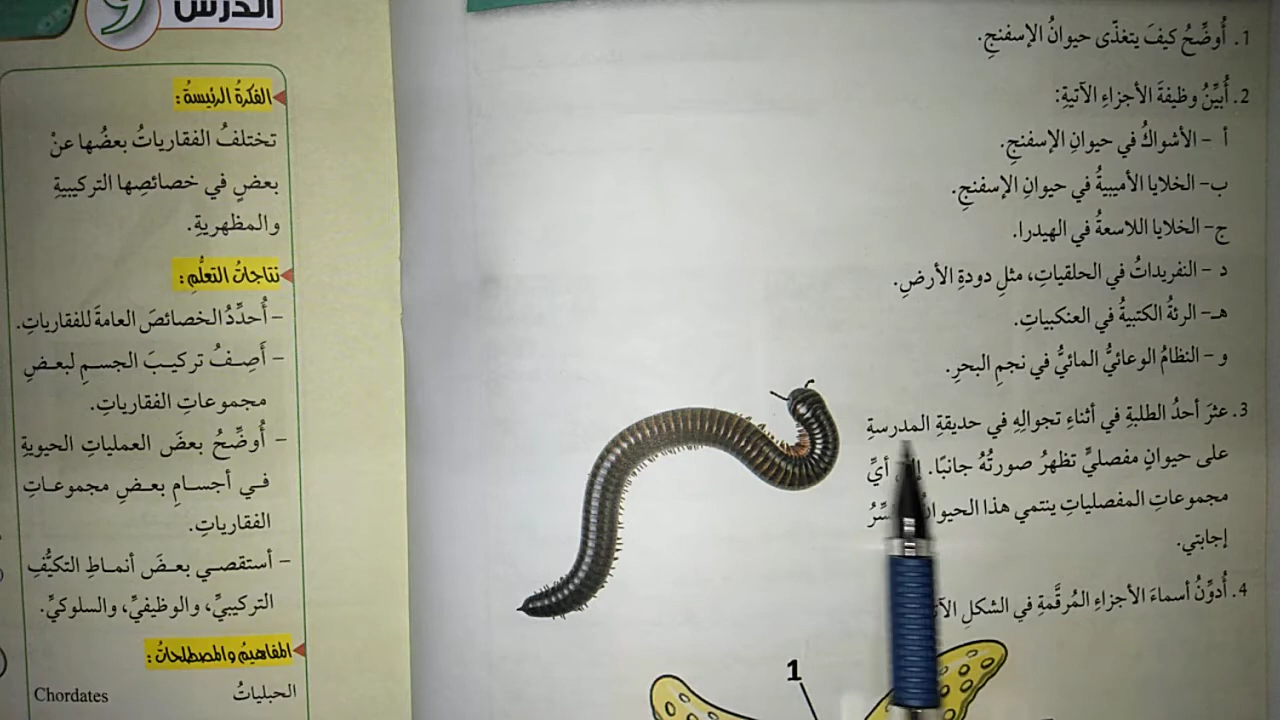 1. أُوضِّحُ كيفَ يتغذّى حيوانُ الإسفنجِ.
2. أُبيِّنُ وظيفةَ الأجزاءِ الآتيةِ:
أ - الأشواكُ في حيوانِ الإسفنجِ.
ب- الخلايا الأميبيةُ في حيوانِ الإسفنجِ.
ج- الخلايا اللاسعةُ في الهيدرا.
د - النفريداتُ في الحلقياتِ، مثلِ دودةِ الأرضِ.
هـ- الرئةُ الكتبيةُ في العنكبياتِ.
و - النظامُ الوعائيُّ المائيُّ في نجمِ البحرِ.
3. عثرَ أحدُ الطلبةِ في أثناءِ تجوالِهِ في حديقةِ المدرسةِ
على حيوانٍ مفصليٍّ تظهرُ صورتُهُ جانبًا. أيِّ
مجموعاتِ المفصلياتِ ينتمي هذا
إجابتي.
4. أُدوِّنُ أسماءَ الأجزاءِ المُرقَّمةِ في الشكلِ
1
الدرس 9
الفكرةُ الرئيسةُ:
تختلفُ الفقارياتُ بعضُها عنْ
بعضٍ في خصائصِها التركيبيةِ
والمظهريةِ.
نتاجاتُ التعلُّمِ:
- أُحدِّدُ الخصائصَ العامةَ للفقارياتِ.
- أَصِفُ تركيبَ الجسمِ لبعضِ
مجموعاتِ الفقارياتِ.
- أُوضِّحُ بعضَ العملياتِ الحيويةِ
في أجسامِ بعضِ مجموعاتِ
الفقارياتِ.
- أستقصي بعضَ أنماطِ التكيُّفِ
التركيبيِّ، والوظيفيِّ، والسلوكيِّ.
المفاهيمُ والمصطلحاتُ:
الحبلياتُ Chordates